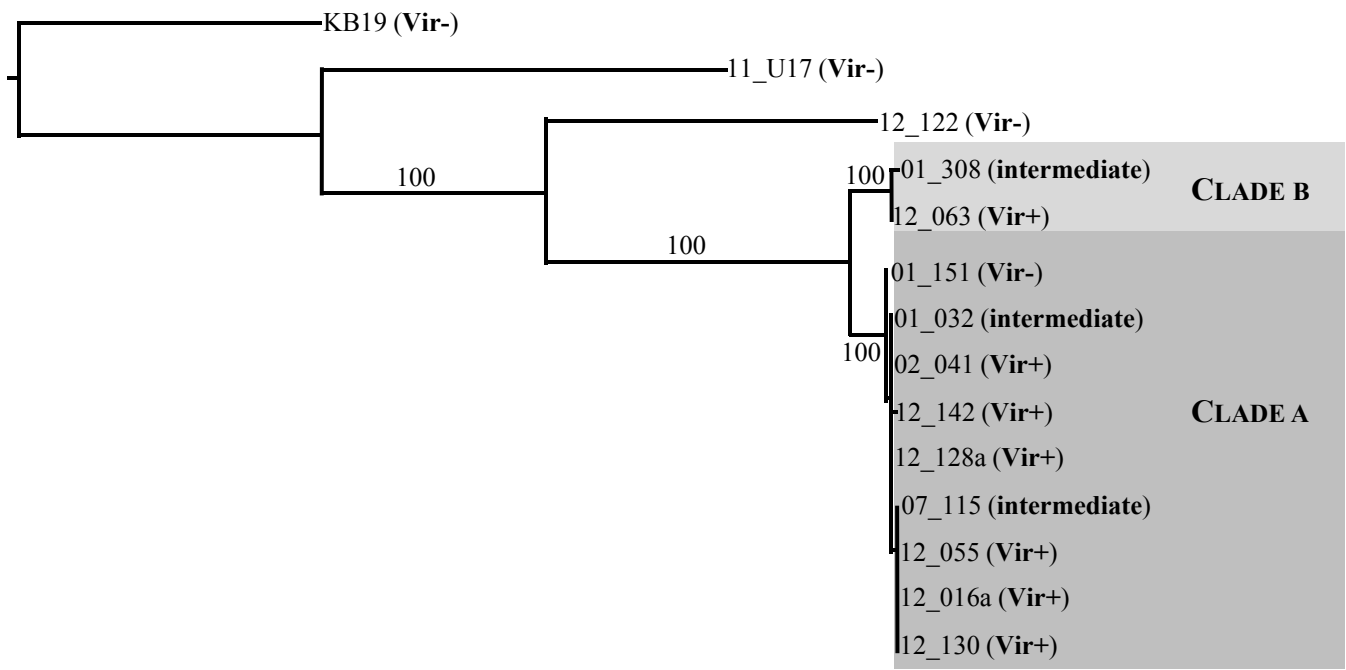 KB19 (Vir-)
11_U17 (Vir-)
12_122 (Vir-)
100
100
01_308 (intermediate)
CLADE B
12_063 (Vir+)
100
01_151 (Vir-)
01_032 (intermediate)
100
02_041 (Vir+)
12_142 (Vir+)
CLADE A
12_128a (Vir+)
07_115 (intermediate)
12_055 (Vir+)
12_016a (Vir+)
12_130 (Vir+)